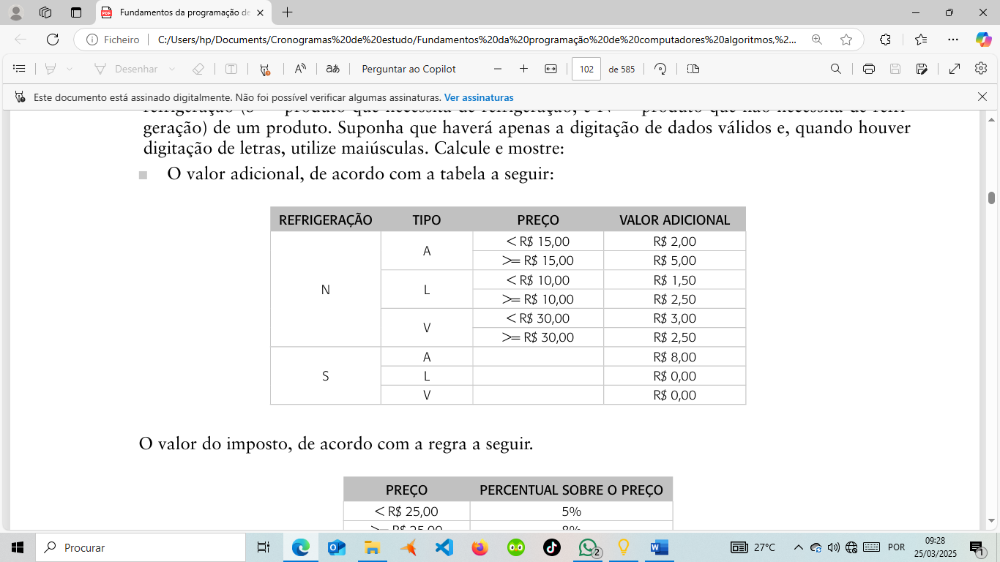 Fundamentos da programação de
Ficheiro
C:/Users/hp/Documents/Cronogramas%20de%20estudo/Fundamentos%20da%20programação%20de%20computadores%20algoritmos,%2...
Desenhar
aあ
Perguntar ao Copilot
102
de 585
Este documento está assinado digitalmente. Não foi possível verificar algumas assinaturas. Ver assinaturas
refrigeração (S — produto que necessita de refrigeração; e N — produto que não necessita de refri-
geração) de um produto. Suponha que haverá apenas a digitação de dados válidos e, quando houver
digitação de letras, utilize maiúsculas. Calcule e mostre:
O valor adicional, de acordo com a tabela a seguir:
REFRIGERAÇÃO TIPO PREÇO VALOR ADICIONAL
N A < R$ 15,00 R$ 2,00
>= R$ 15,00 R$ 5,00
L < R$ 10,00 R$ 1,50
>= R$ 10,00 R$ 2,50
V < R$ 30,00 R$ 3,00
>= R$ 30,00 R$ 2,50
S A R$ 8,00
L R$ 0,00
V R$ 0,00
O valor do imposto, de acordo com a regra a seguir.
PREÇO PERCENTUAL SOBRE O PREÇO
< R$ 25,00 5%
>= R$ 25,00 8%
Procurar
2
27°C
POR
09:28
25/03/2025
1